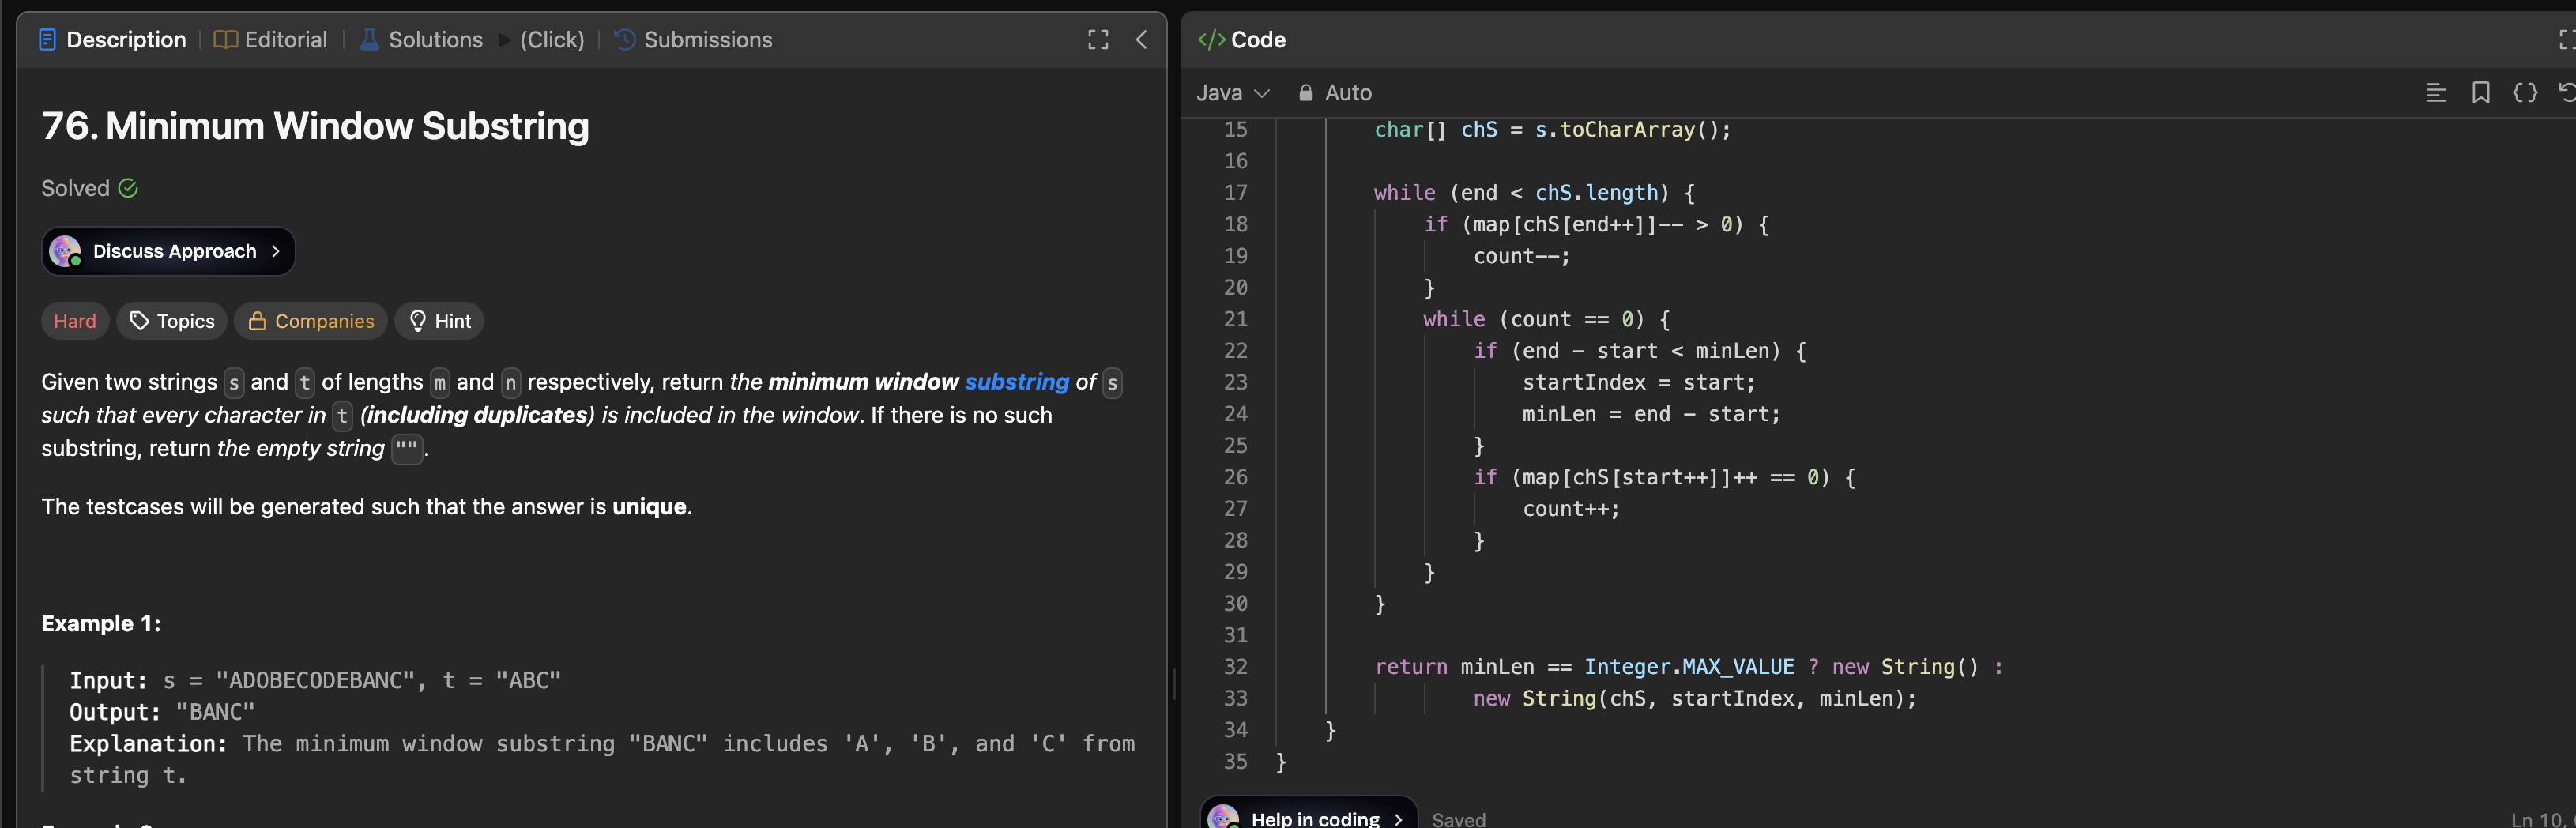 Description Editorial Solutions (Click) Submissions
76. Minimum Window Substring
Solved
Discuss Approach
Hard Topics Companies Hint
Given two strings s and t of lengths m and n respectively, return the minimum window substring of s
such that every character in t (including duplicates) is included in the window. If there is no such
substring, return the empty string "".
The testcases will be generated such that the answer is unique.
Example 1:
Input: s = "ADOBECODEBANC", t = "ABC"
Output: "BANC"
Explanation: The minimum window substring "BANC" includes 'A', 'B', and 'C' from
string t.
</> Code
Java Auto
15 char[] chS = s.toCharArray();
16
17 while (end < chS.length) {
18 if (map[chS[end++]]-- > 0) {
19 count--;
20 }
21 while (count == 0) {
22 if (end - start < minLen) {
23 startIndex = start;
24 minLen = end - start;
25 }
26 if (map[chS[start++]]++ == 0) {
27 count++;
28 }
29 }
30 }
31
32 return minLen == Integer.MAX_VALUE ? new String() :
33 new String(chS, startIndex, minLen);
34 }
35 }
Help in coding Saved
Ln 10,